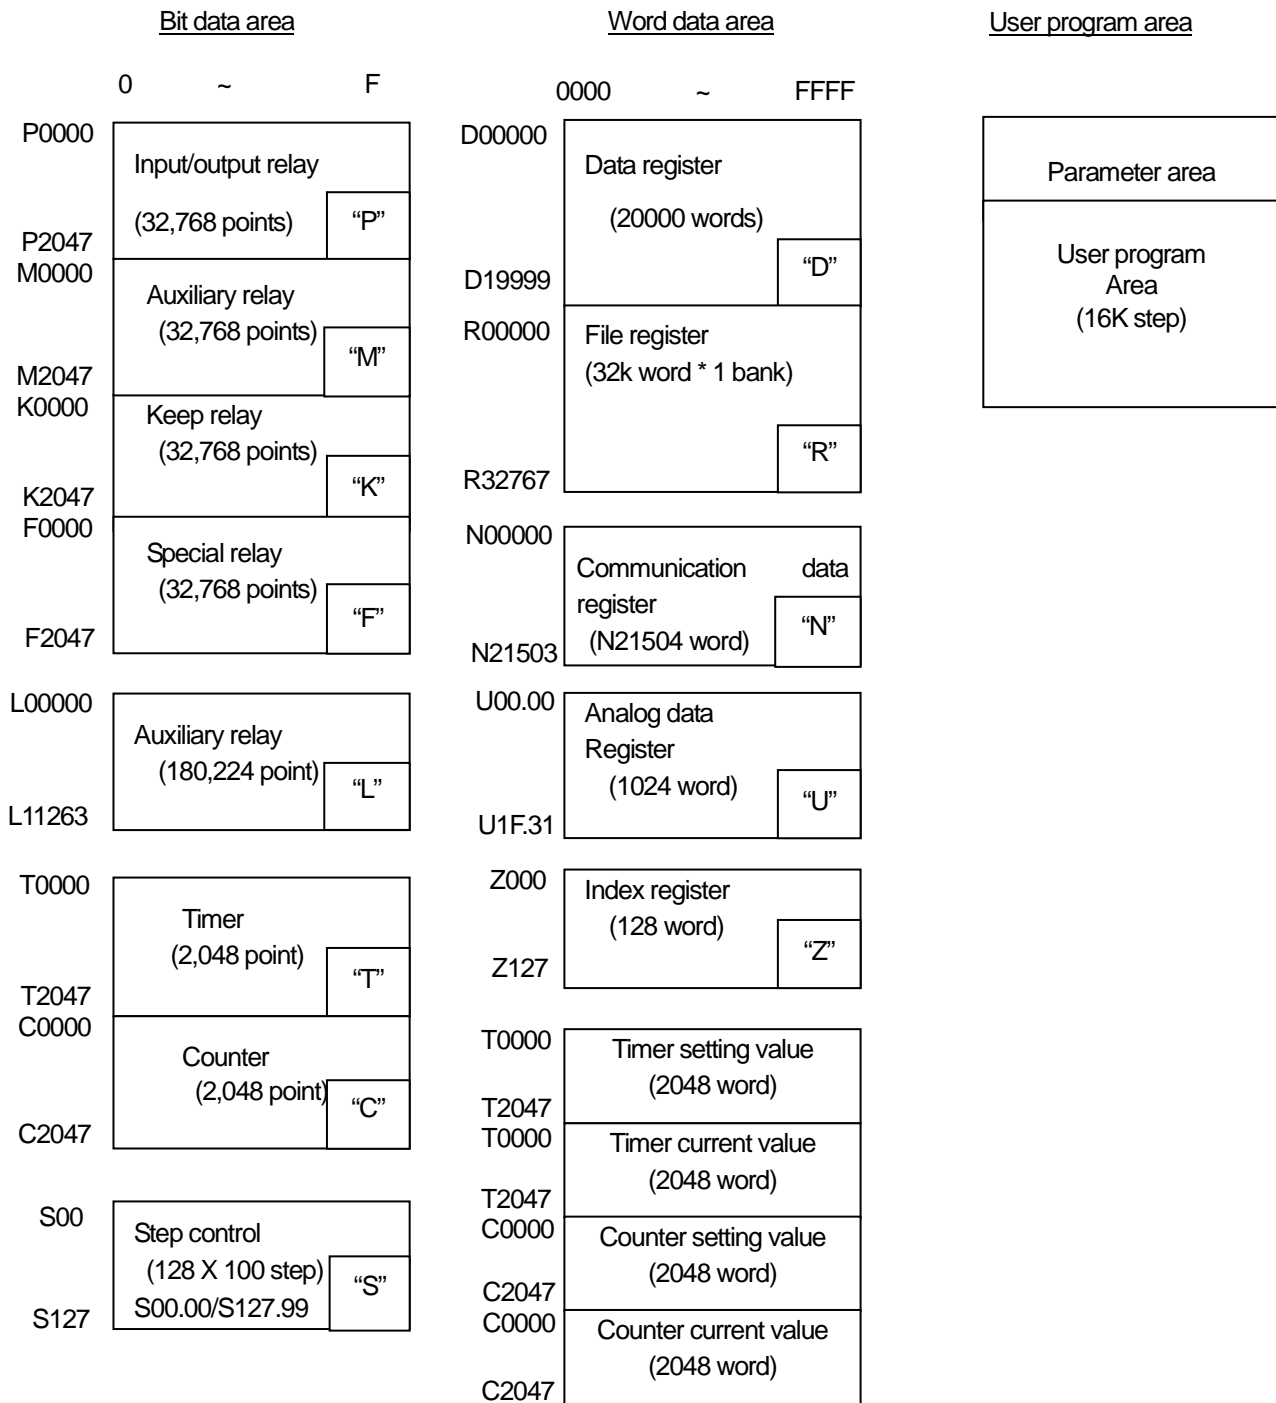 Bit data area
0 ~ F
P0000
Input/output relay
(32,768 points)
“P”
P2047
M0000
Auxiliary relay
(32,768 points)
“M”
M2047
K0000
Keep relay
(32,768 points)
“K”
K2047
F0000
Special relay
(32,768 points)
“F”
F2047
L00000
Auxiliary relay
(180,224 point)
“L”
L11263
T0000
Timer
(2,048 point)
“T”
T2047
C0000
Counter
(2,048 point)
“C”
C2047
S00
Step control
(128 X 100 step)
“S”
S00.00/S127.99
S127
Word data area
0000 ~ FFFF
D00000
Data register
(20000 words)
“D”
D19999
R00000
File register
(32k word * 1 bank)
“R”
R32767
N00000
Communication data
register
“N”
(N21504 word)
N21503
U00.00
Analog data
Register
(1024 word)
“U”
U1F.31
Z000
Index register
(128 word)
“Z”
Z127
T0000
Timer setting value
(2048 word)
T2047
T0000
Timer current value
(2048 word)
T2047
C0000
Counter setting value
(2048 word)
C2047
C0000
Counter current value
(2048 word)
C2047
User program area
Parameter area
User program
Area
(16K step)